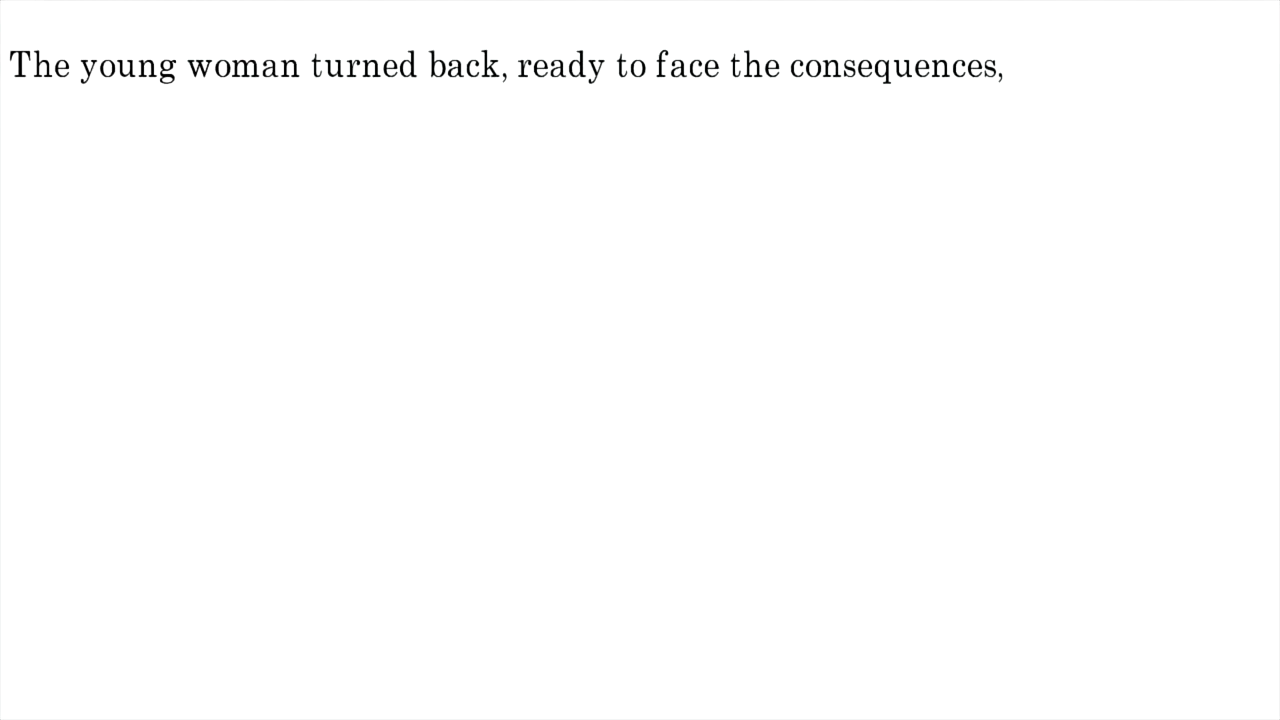 The young woman turned back, ready to face the consequences,